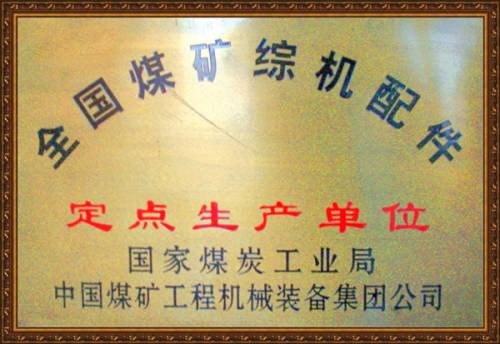 全国煤矿综机配件
定点生产单位
国家煤炭工业局
中国煤矿工程机械装备集团公司